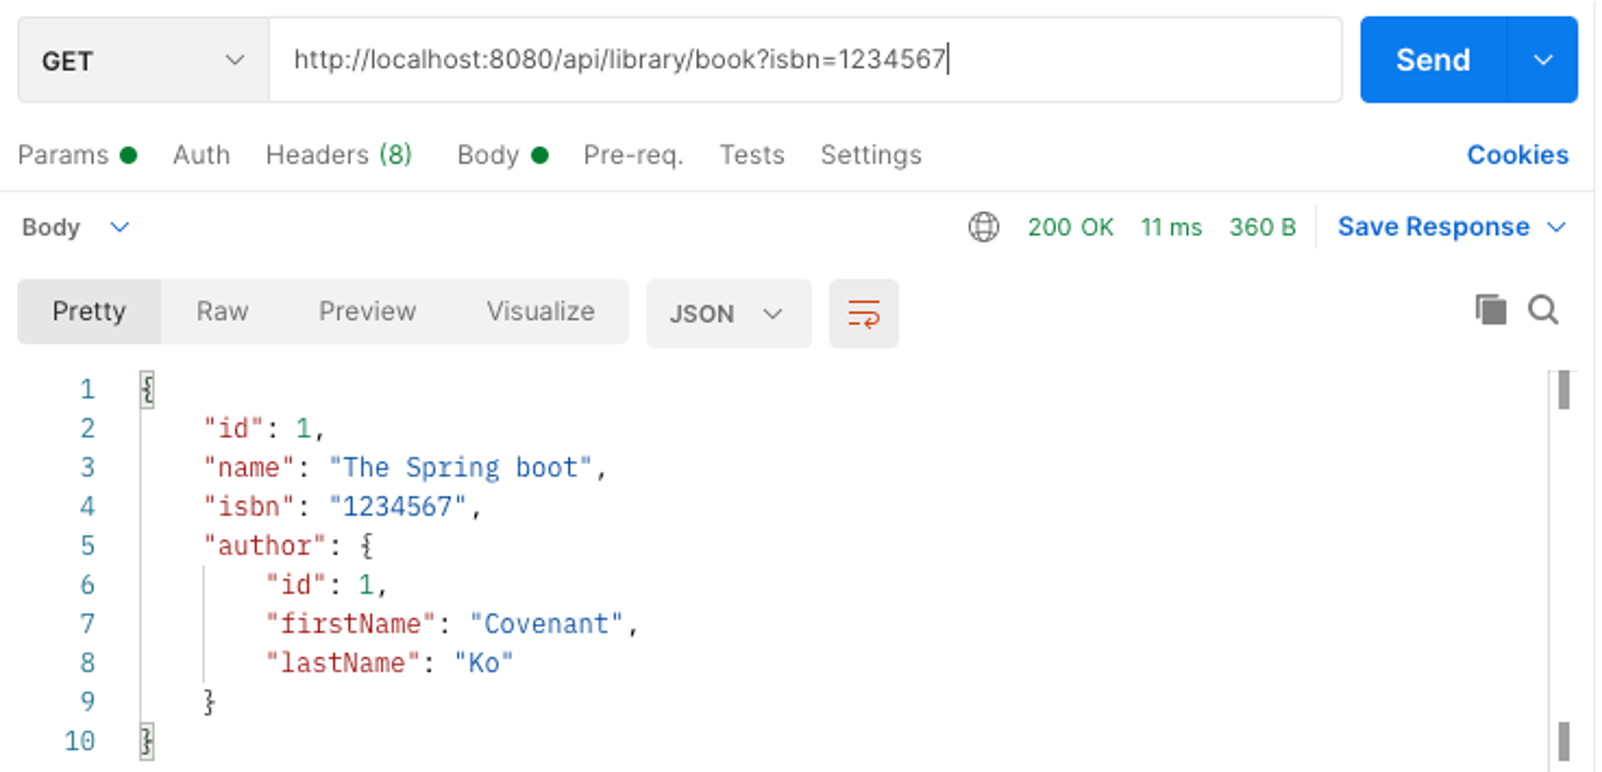 GET http://localhost:8080/api/library/book?isbn=1234567 Send
Params Auth Headers (8) Body Pre-req. Tests Settings Cookies
Body 200 OK 11 ms 360 B Save Response
Pretty Raw Preview Visualize JSON
1 {
2 "id": 1,
3 "name": "The Spring boot",
4 "isbn": "1234567",
5 "author": {
6 "id": 1,
7 "firstName": "Covenant",
8 "lastName": "Ko"
9 }
10 }